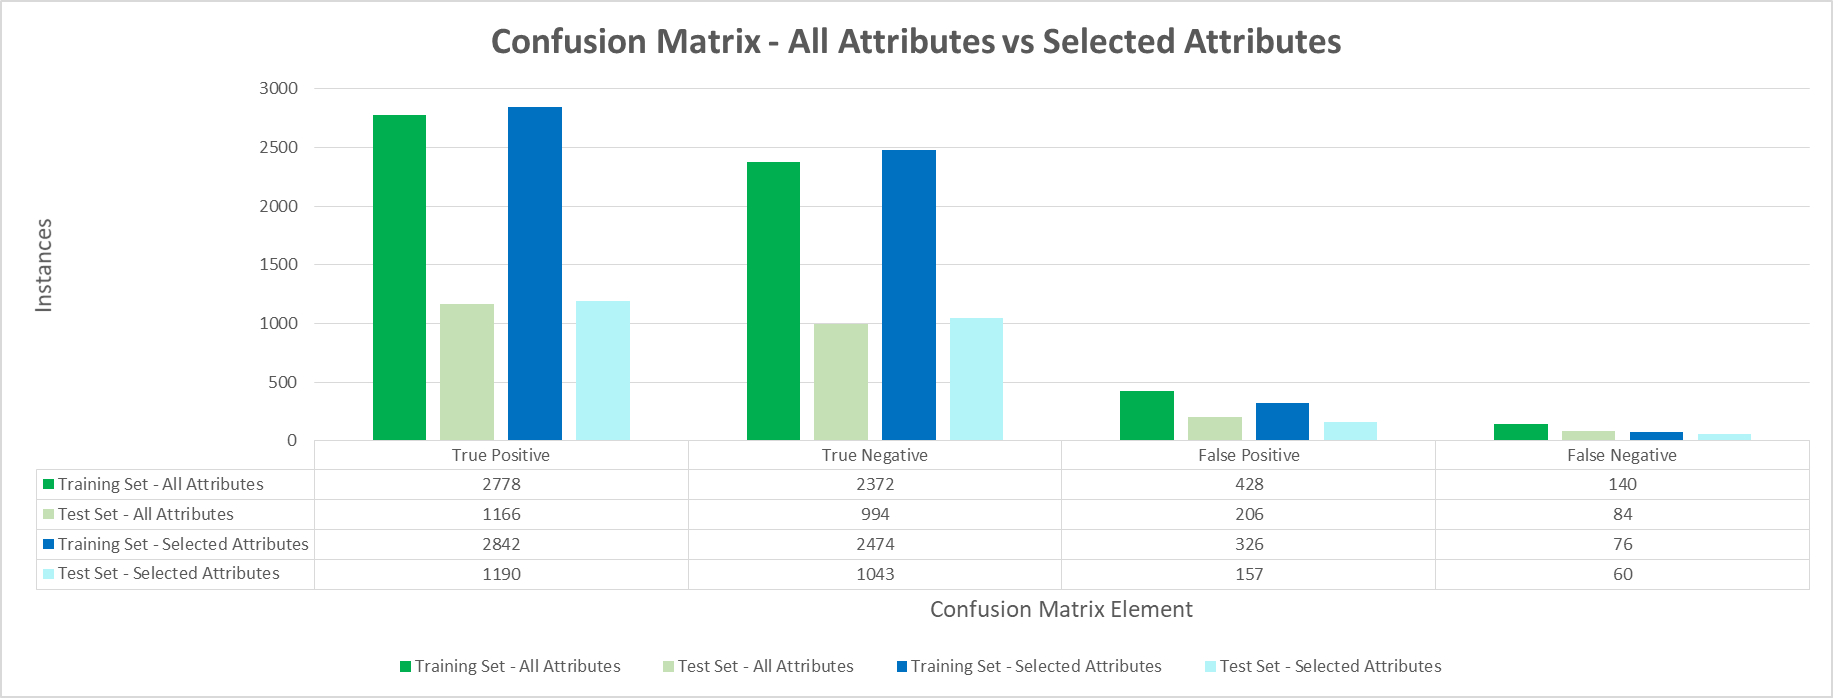 Confusion Matrix - All Attributes vs Selected Attributes
3000
2500
2000
1500
1000
500
0
Instances
True Positive True Negative False Positive False Negative
Training Set - All Attributes 2778 2372 428 140
Test Set - All Attributes 1166 994 206 84
Training Set - Selected Attributes 2842 2474 326 76
Test Set - Selected Attributes 1190 1043 157 60
Confusion Matrix Element
Training Set - All Attributes Test Set - All Attributes Training Set - Selected Attributes Test Set - Selected Attributes